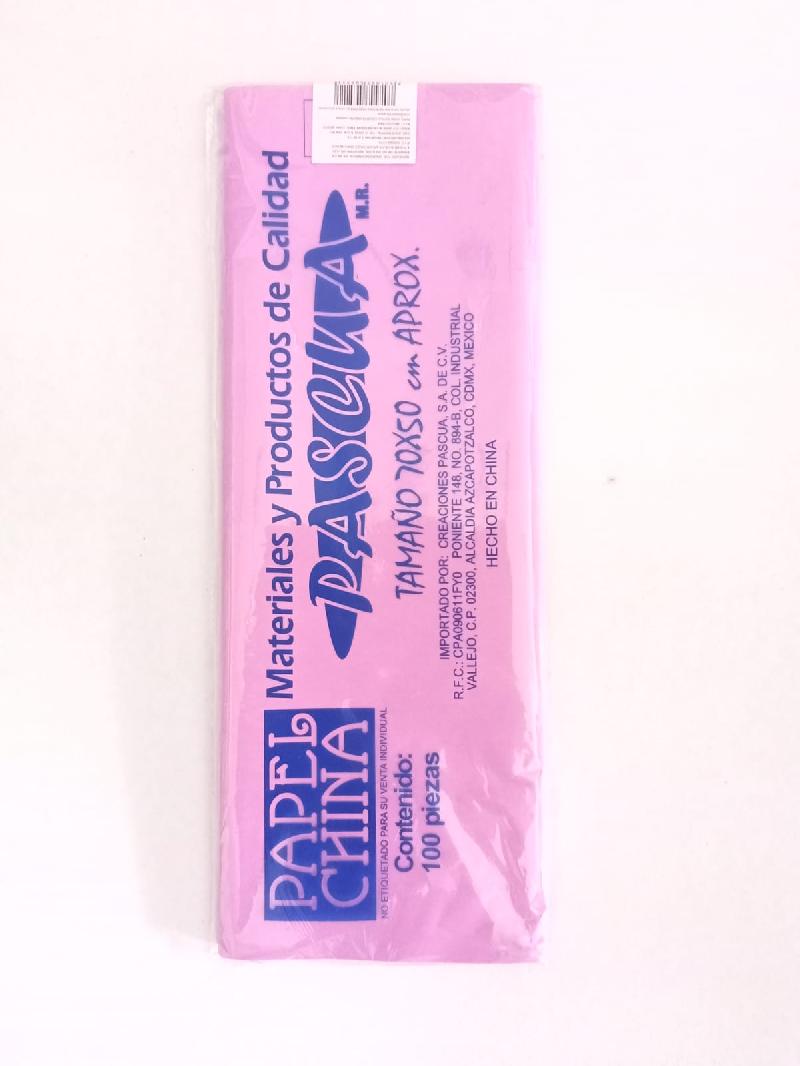 PAPEL
CHINA
NO ETIQUETADO PARA SU VENTA INDIVIDUAL
Contenido:
100 piezas
Materiales y Productos de Calidad
PASCUA
M.R.
TAMAÑO 70X50 cm APROX.
IMPORTADO POR: CREACIONES PASCUA, S.A. DE C.V.
R.F.C.: CPA090611FY0 PONIENTE 148, NO. 894-B, COL. INDUSTRIAL
VALLEJO, C.P. 02300, ALCALDIA AZCAPOTZALCO, CDMX, MEXICO
HECHO EN CHINA